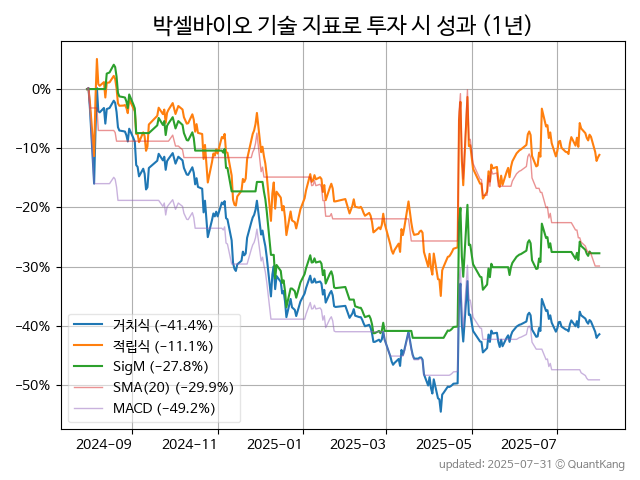 박셀바이오 기술 지표로 투자 시 성과 (1년)
0%
−10%
−20%
−30%
−40%
−50%
거치식 (−41.4%)
적립식 (−11.1%)
SigM (−27.8%)
SMA(20) (−29.9%)
MACD (−49.2%)
2024-09 2024-11 2025-01 2025-03 2025-05 2025-07
updated: 2025-07-31 © QuantKang